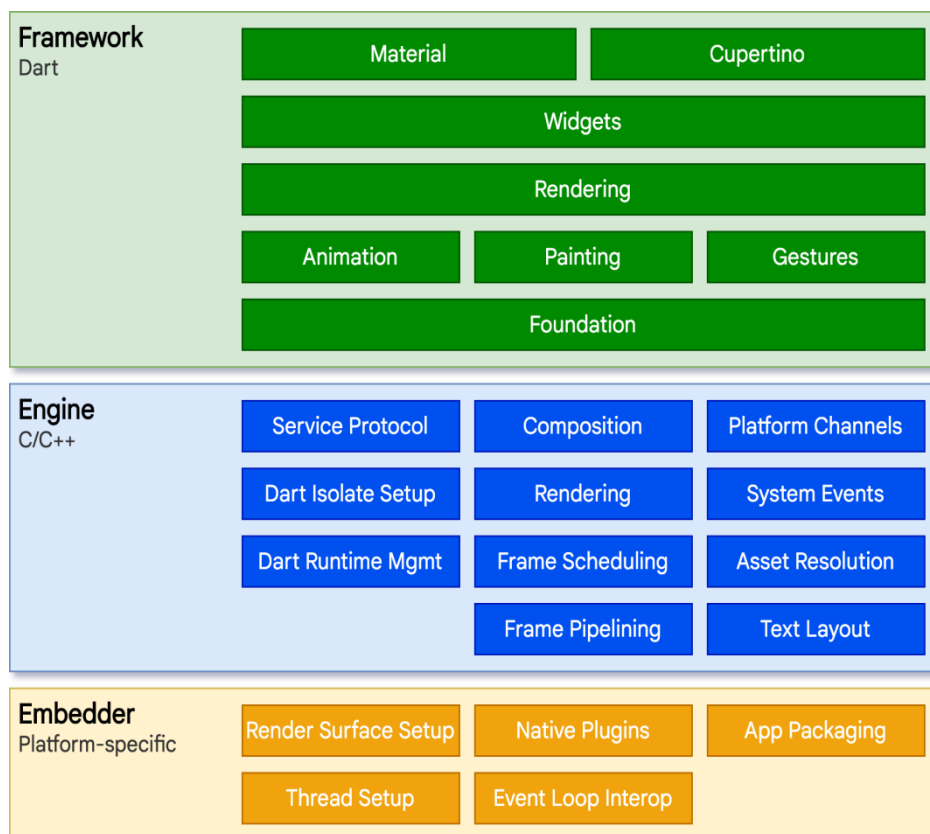 Framework
Dart
Material
Cupertino
Widgets
Rendering
Animation
Painting
Gestures
Foundation
Engine
C/C++
Service Protocol
Composition
Platform Channels
Dart Isolate Setup
Rendering
System Events
Dart Runtime Mgmt
Frame Scheduling
Asset Resolution
Frame Pipelining
Text Layout
Embedder
Platform-specific
Render Surface Setup
Native Plugins
App Packaging
Thread Setup
Event Loop Interop